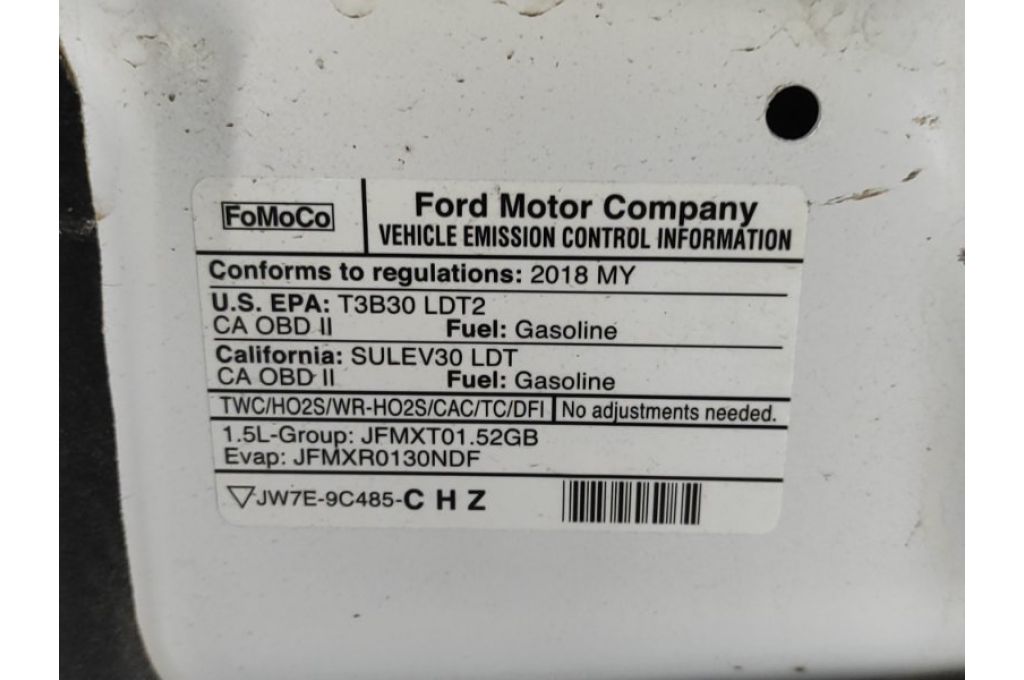 FoMoCo
Ford Motor Company
VEHICLE EMISSION CONTROL INFORMATION
Conforms to regulations: 2018 MY
U.S. EPA: T3B30 LDT2
CA OBD II Fuel: Gasoline
California: SULEV30 LDT
CA OBD II Fuel: Gasoline
TWC/HO2S/WR-HO2S/CAC/TC/DFI No adjustments needed.
1.5L-Group: JFMXT01.52GB
Evap: JFMXR0130NDF
▽JW7E-9C485-C H Z